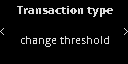 Transaction type
< change threshold >